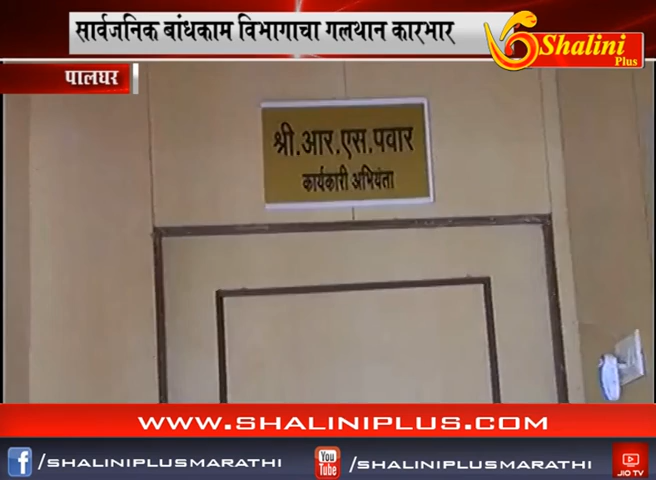 सार्वजनिक बांधकाम विभागाचा गलथान कारभार
Shalini
Plus
पालघर
श्री.आर.एस.पवार
कार्यकारी अभियंता
WWW.SHALINIPLUS.COM
f /SHALINIPLUSMARATHI
You Tube /SHALINIPLUSMARATHI
JIO TV